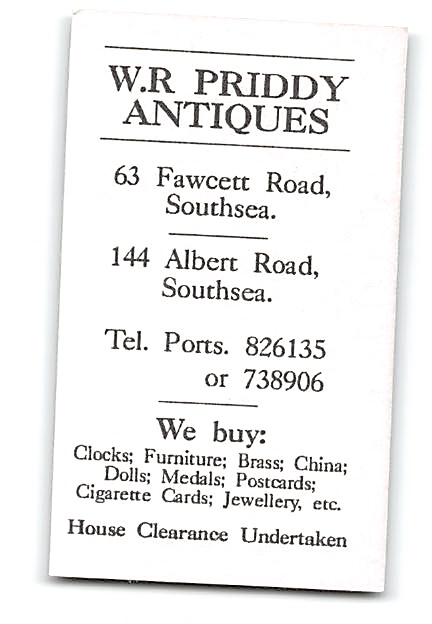 W.R PRIDDY
ANTIQUES
63 Fawcett Road,
Southsea.
144 Albert Road,
Southsea.
Tel. Ports. 826135
or 738906
We buy:
Clocks; Furniture; Brass; China;
Dolls; Medals; Postcards;
Cigarette Cards; Jewellery, etc.
House Clearance Undertaken